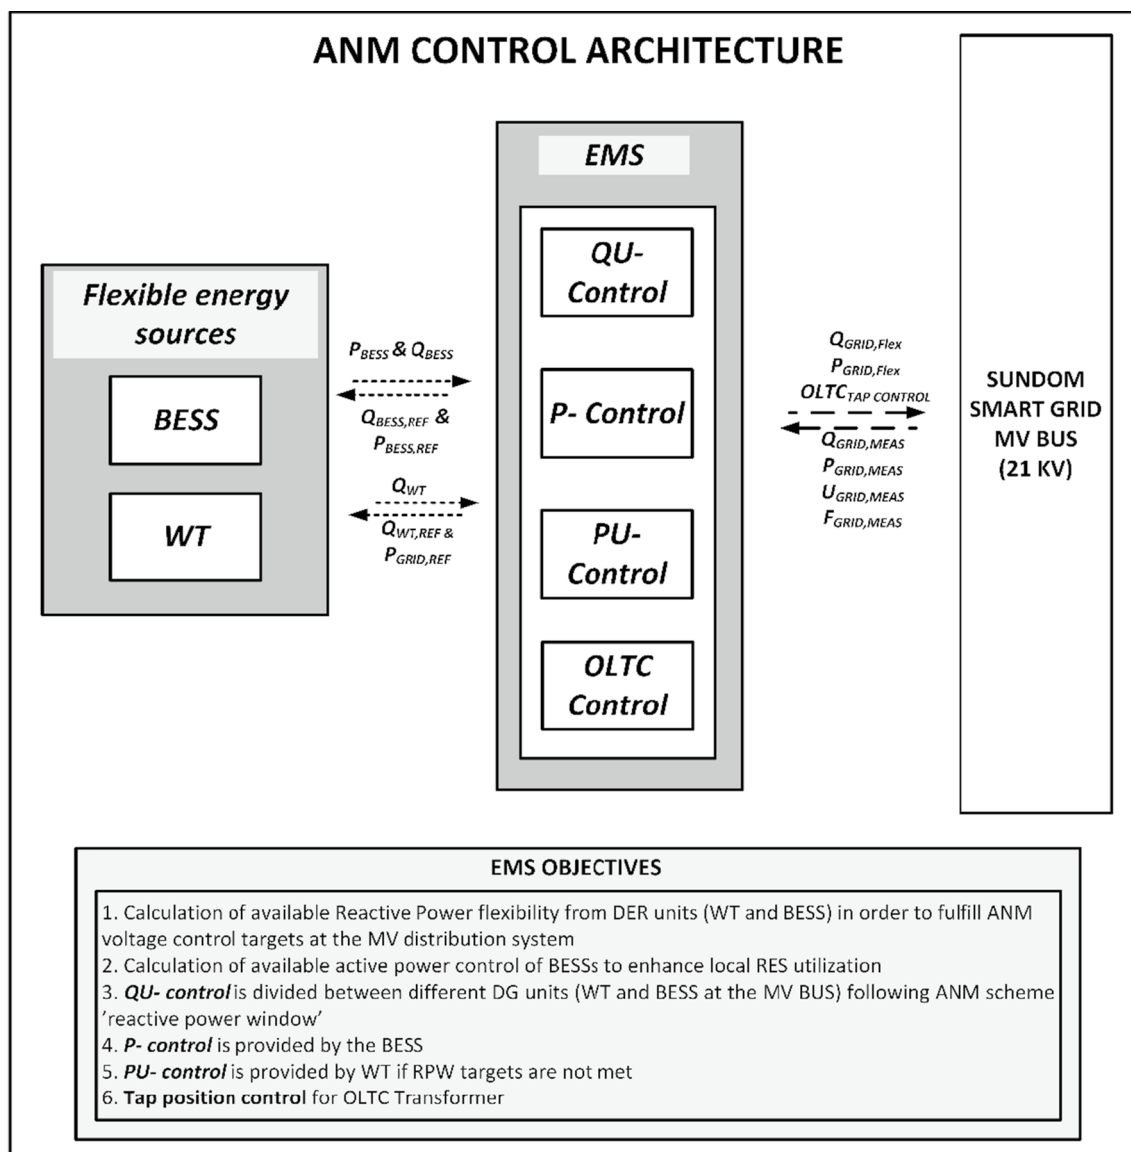 ANM CONTROL ARCHITECTURE
Flexible energy
sources
BESS
WT
P_BESS & Q_BESS
Q_BESS,REF &
P_BESS,REF
Q_WT
Q_WT,REF &
P_GRID,REF
EMS
QU-
Control
P- Control
PU-
Control
OLTC
Control
Q_GRID,Flex
P_GRID,Flex
OLTC_TAP CONTROL
Q_GRID,MEAS
P_GRID,MEAS
U_GRID,MEAS
F_GRID,MEAS
SUNDOM
SMART GRID
MV BUS
(21 KV)
EMS OBJECTIVES
1. Calculation of available Reactive Power flexibility from DER units (WT and BESS) in order to fulfill ANM
voltage control targets at the MV distribution system
2. Calculation of available active power control of BESSs to enhance local RES utilization
3. QU- control is divided between different DG units (WT and BESS at the MV BUS) following ANM scheme
’reactive power window’
4. P- control is provided by the BESS
5. PU- control is provided by WT if RPW targets are not met
6. Tap position control for OLTC Transformer